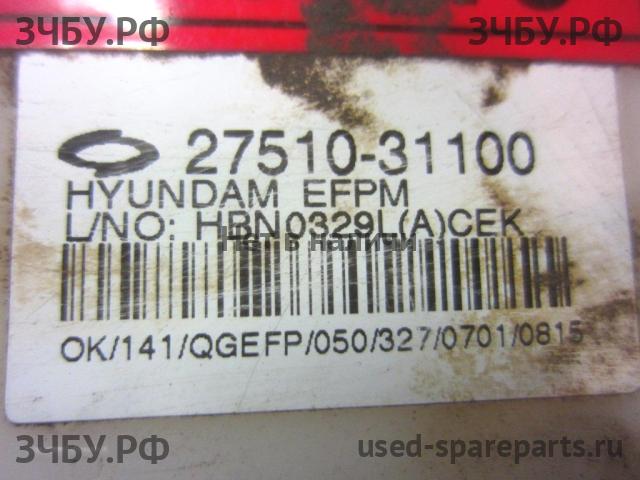 ЗЧБУ.РФ
ЗЧБУ.РФ
27510-31100
HYUNDAM EFPM
L/NO: HBN0329L(A)CEK
Нет в наличии
OK/141/QGEFP/050/327/0701/0815
ЗЧБУ.РФ
used-spareparts.ru